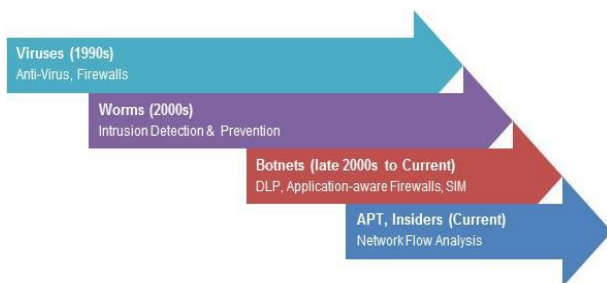 Viruses (1990s)
Anti-Virus, Firewalls
Worms (2000s)
Intrusion Detection & Prevention
Botnets (late 2000s to Current)
DLP, Application-aware Firewalls, SIM
APT, Insiders (Current)
Network Flow Analysis